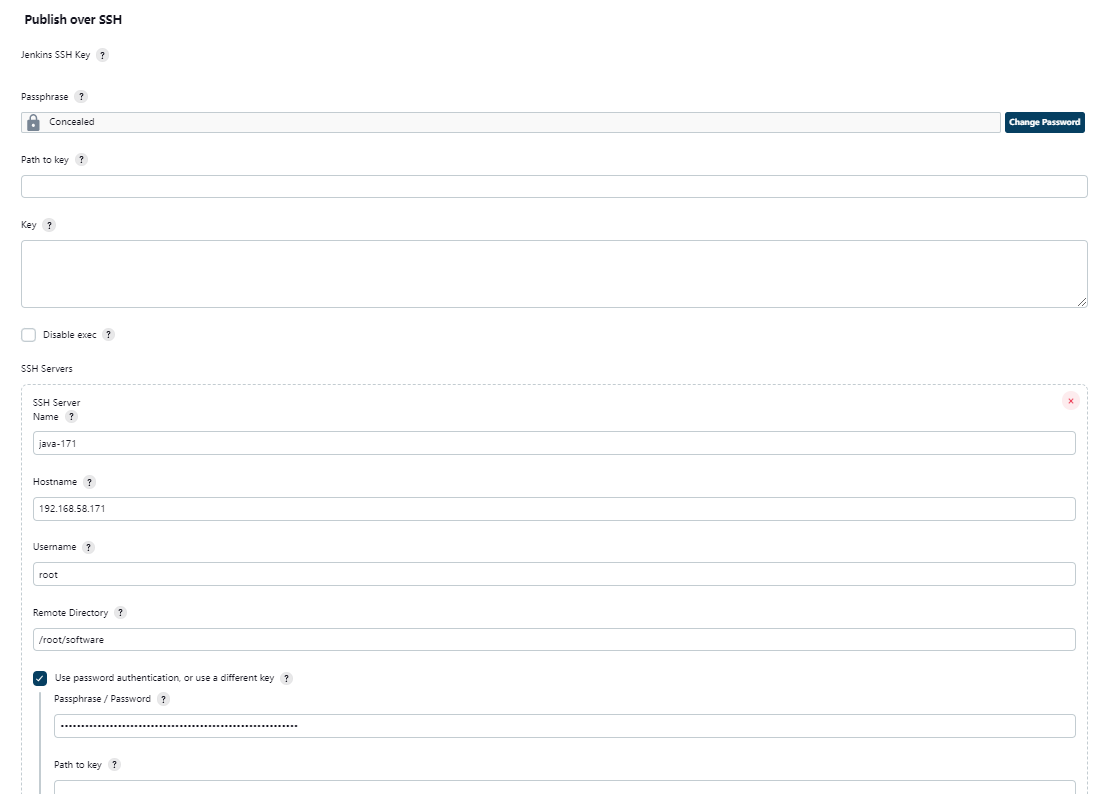 Publish over SSH
Jenkins SSH Key ?
Passphrase ?
Concealed
Change Password
Path to key ?
Key ?
Disable exec ?
SSH Servers
SSH Server
Name ?
java-171
Hostname ?
192.168.58.171
Username ?
root
Remote Directory ?
/root/software
Use password authentication, or use a different key ?
Passphrase / Password ?
Path to key ?